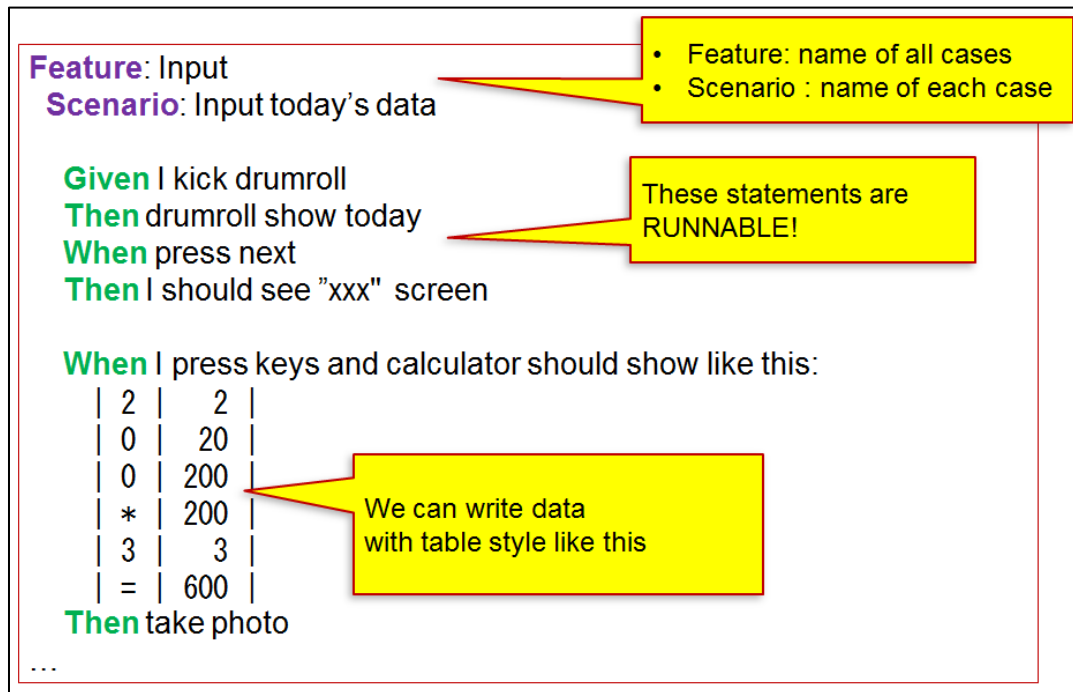 Feature: Input
Scenario: Input today's data
• Feature: name of all cases
• Scenario : name of each case
Given I kick drumroll
Then drumroll show today
When press next
Then I should see ”xxx" screen
These statements are
RUNNABLE!
When I press keys and calculator should show like this:
| 2 | 2 |
| 0 | 20 |
| 0 | 200 |
| * | 200 |
| 3 | 3 |
| = | 600 |
We can write data
with table style like this
Then take photo
...